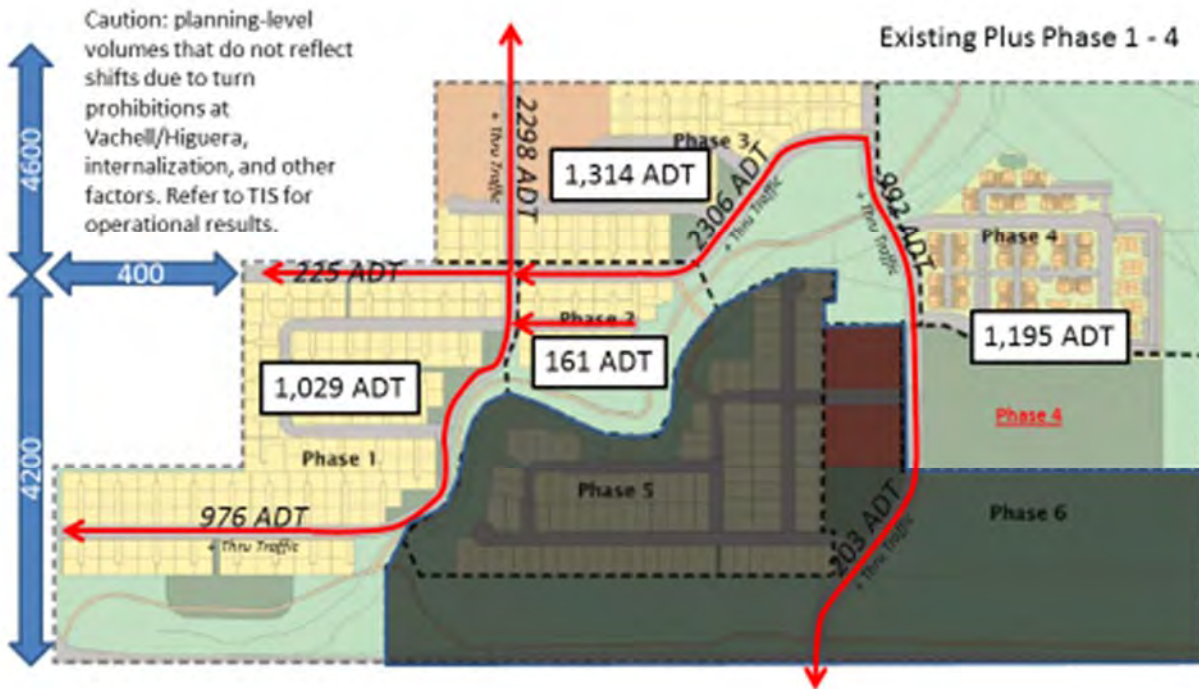 Caution: planning-level
volumes that do not reflect
shifts due to turn
prohibitions at
Vachell/Higuera,
internalization, and other
factors. Refer to TIS for
operational results.
Existing Plus Phase 1 - 4
4600
400
4200
2298 ADT
+ Thru Traffic
Phase 3
1,314 ADT
2306 ADT
+ Thru Traffic
892 ADT
+ Thru Traffic
Phase 4
1,195 ADT
225 ADT
Phase 2
161 ADT
1,029 ADT
Phase 4
Phase 1
Phase 5
Phase 6
976 ADT
+ Thru Traffic
203 ADT
+ Thru Traffic